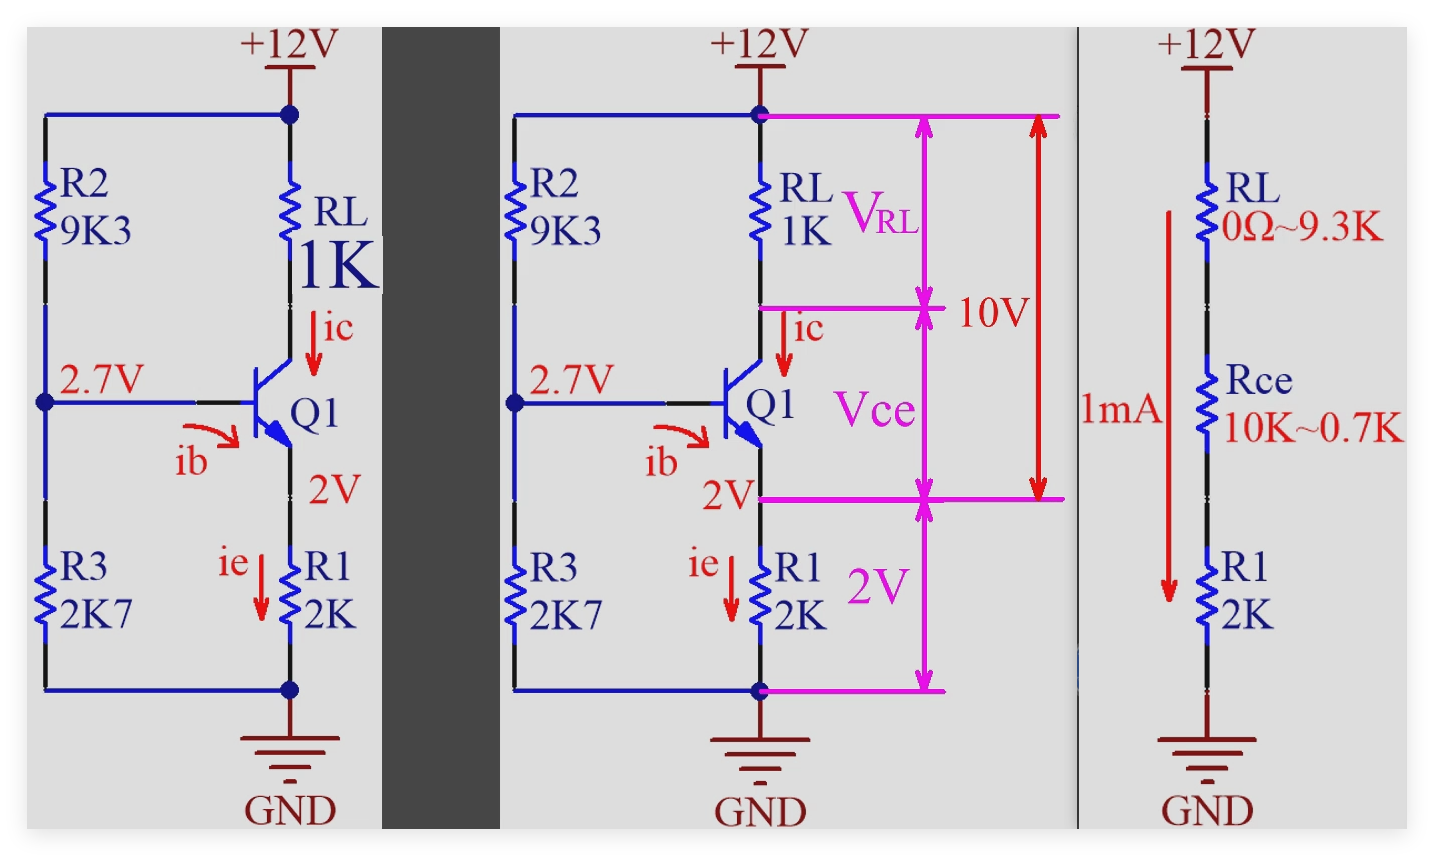 +12V
R2
9K3
RL
1K
ic
2.7V
Q1
ib
2V
R3
2K7
ie
R1
2K
GND
+12V
R2
9K3
RL
1K
VRL
10V
ic
2.7V
Q1
Vce
ib
2V
R3
2K7
ie
R1
2K
2V
GND
+12V
RL
0Ω~9.3K
Rce
10K~0.7K
1mA
R1
2K
GND